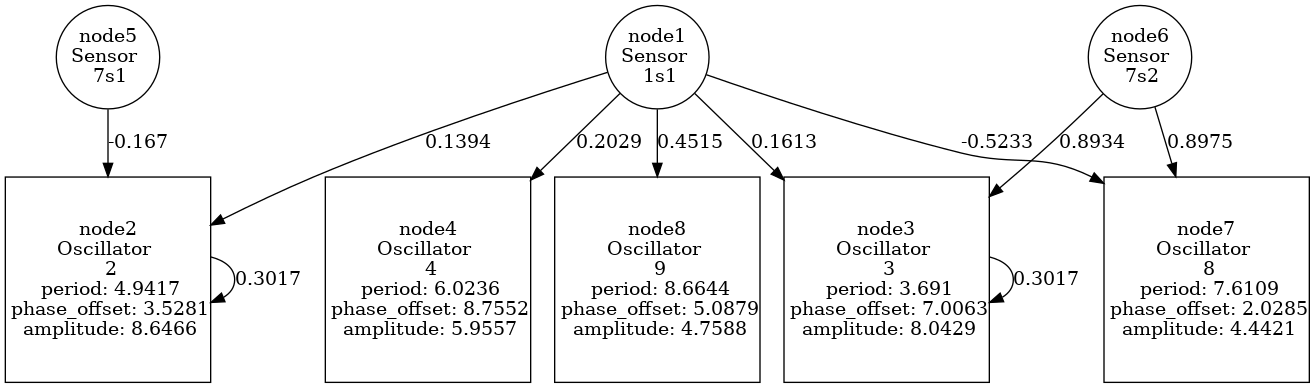 node5
Sensor
7s1
node1
Sensor
1s1
node6
Sensor
7s2
-0.167
0.1394
0.2029
0.4515
0.1613
-0.5233
0.8934
0.8975
node2
Oscillator
2
period: 4.9417
phase_offset: 3.5281
amplitude: 8.6466
0.3017
node4
Oscillator
4
period: 6.0236
phase_offset: 8.7552
amplitude: 5.9557
node8
Oscillator
9
period: 8.6644
phase_offset: 5.0879
amplitude: 4.7588
node3
Oscillator
3
period: 3.691
phase_offset: 7.0063
amplitude: 8.0429
0.3017
node7
Oscillator
8
period: 7.6109
phase_offset: 2.0285
amplitude: 4.4421